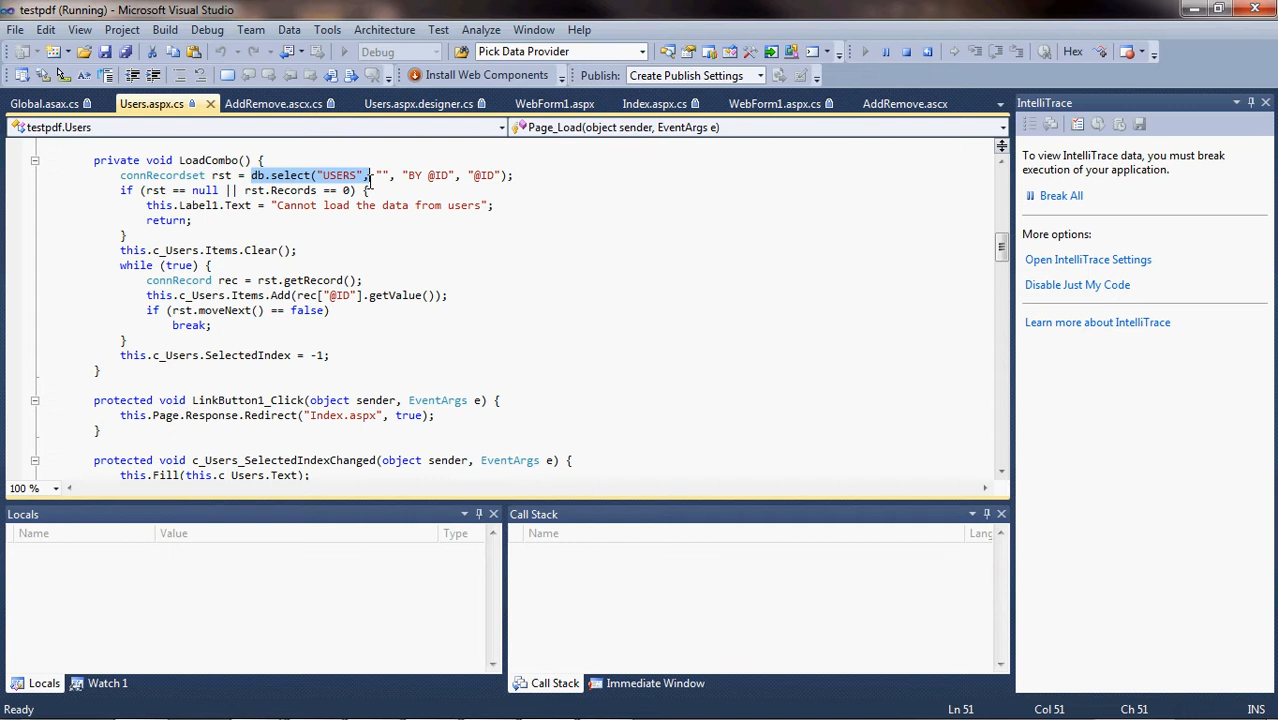 testpdf (Running) - Microsoft Visual Studio
File Edit View Project Build Debug Team Data Tools Architecture Test Analyze Window Help
Debug Pick Data Provider Hex
Install Web Components Publish: Create Publish Settings
Global.asax.cs Users.aspx.cs AddRemove.ascx.cs Users.aspx.designer.cs WebForm1.aspx Index.aspx.cs WebForm1.aspx.cs AddRemove.ascx
testpdf.Users Page_Load(object sender, EventArgs e)
private void LoadCombo() {
connRecordset rst = db.select("USERS", "", "BY @ID", "@ID");
if (rst == null || rst.Records == 0) {
this.Label1.Text = "Cannot load the data from users";
return;
}
this.c_Users.Items.Clear();
while (true) {
connRecord rec = rst.getRecord();
this.c_Users.Items.Add(rec["@ID"].getValue());
if (rst.moveNext() == false)
break;
}
this.c_Users.SelectedIndex = -1;
}
protected void LinkButton1_Click(object sender, EventArgs e) {
this.Page.Response.Redirect("Index.aspx", true);
}
protected void c_Users_SelectedIndexChanged(object sender, EventArgs e) {
this.Fill(this.c_Users.Text);
100 %
IntelliTrace
To view IntelliTrace data, you must break execution of your application.
Break All
More options:
Open IntelliTrace Settings
Disable Just My Code
Learn more about IntelliTrace
Locals
Name Value Type
Call Stack
Name Lang
Locals Watch 1
Call Stack Immediate Window
Ln 51 Col 51 Ch 51 INS